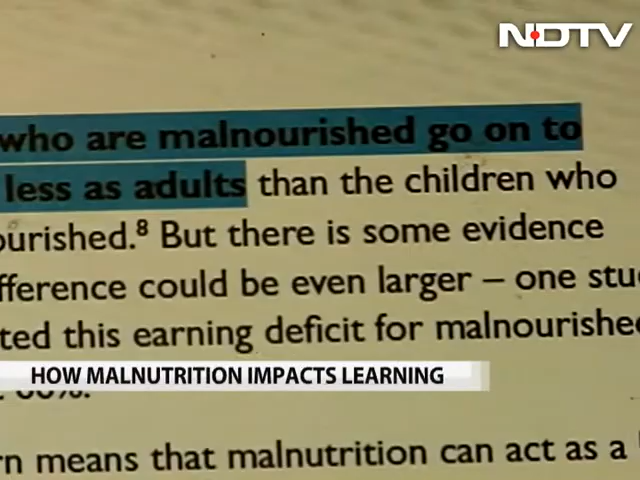 NDTV
who are malnourished go on to
less as adults than the children who
ourished.8 But there is some evidence
fference could be even larger – one stu
ted this earning deficit for malnourishe
HOW MALNUTRITION IMPACTS LEARNING
rn means that malnutrition can act as a